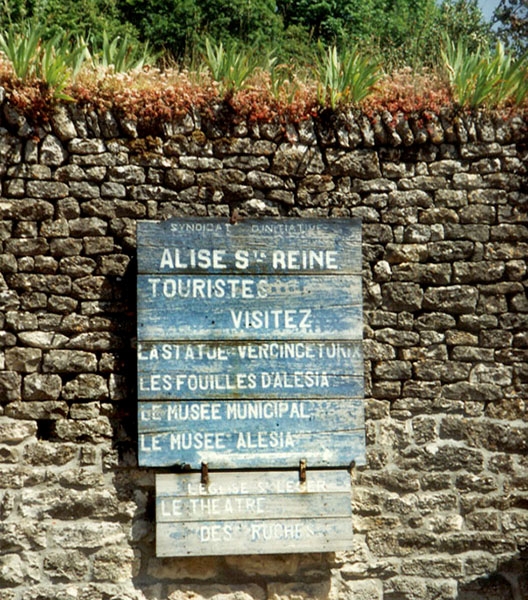 SYNDICAT D'INITIATIVE
ALISE STE REINE
TOURISTES
VISITEZ
LA STATUE VERCINGETORIX
LES FOUILLES D'ALESIA
LE MUSEE MUNICIPAL
LE MUSEE ALESIA
L'EGLISE ST LEGER
LE THEATRE
DES RUCHES